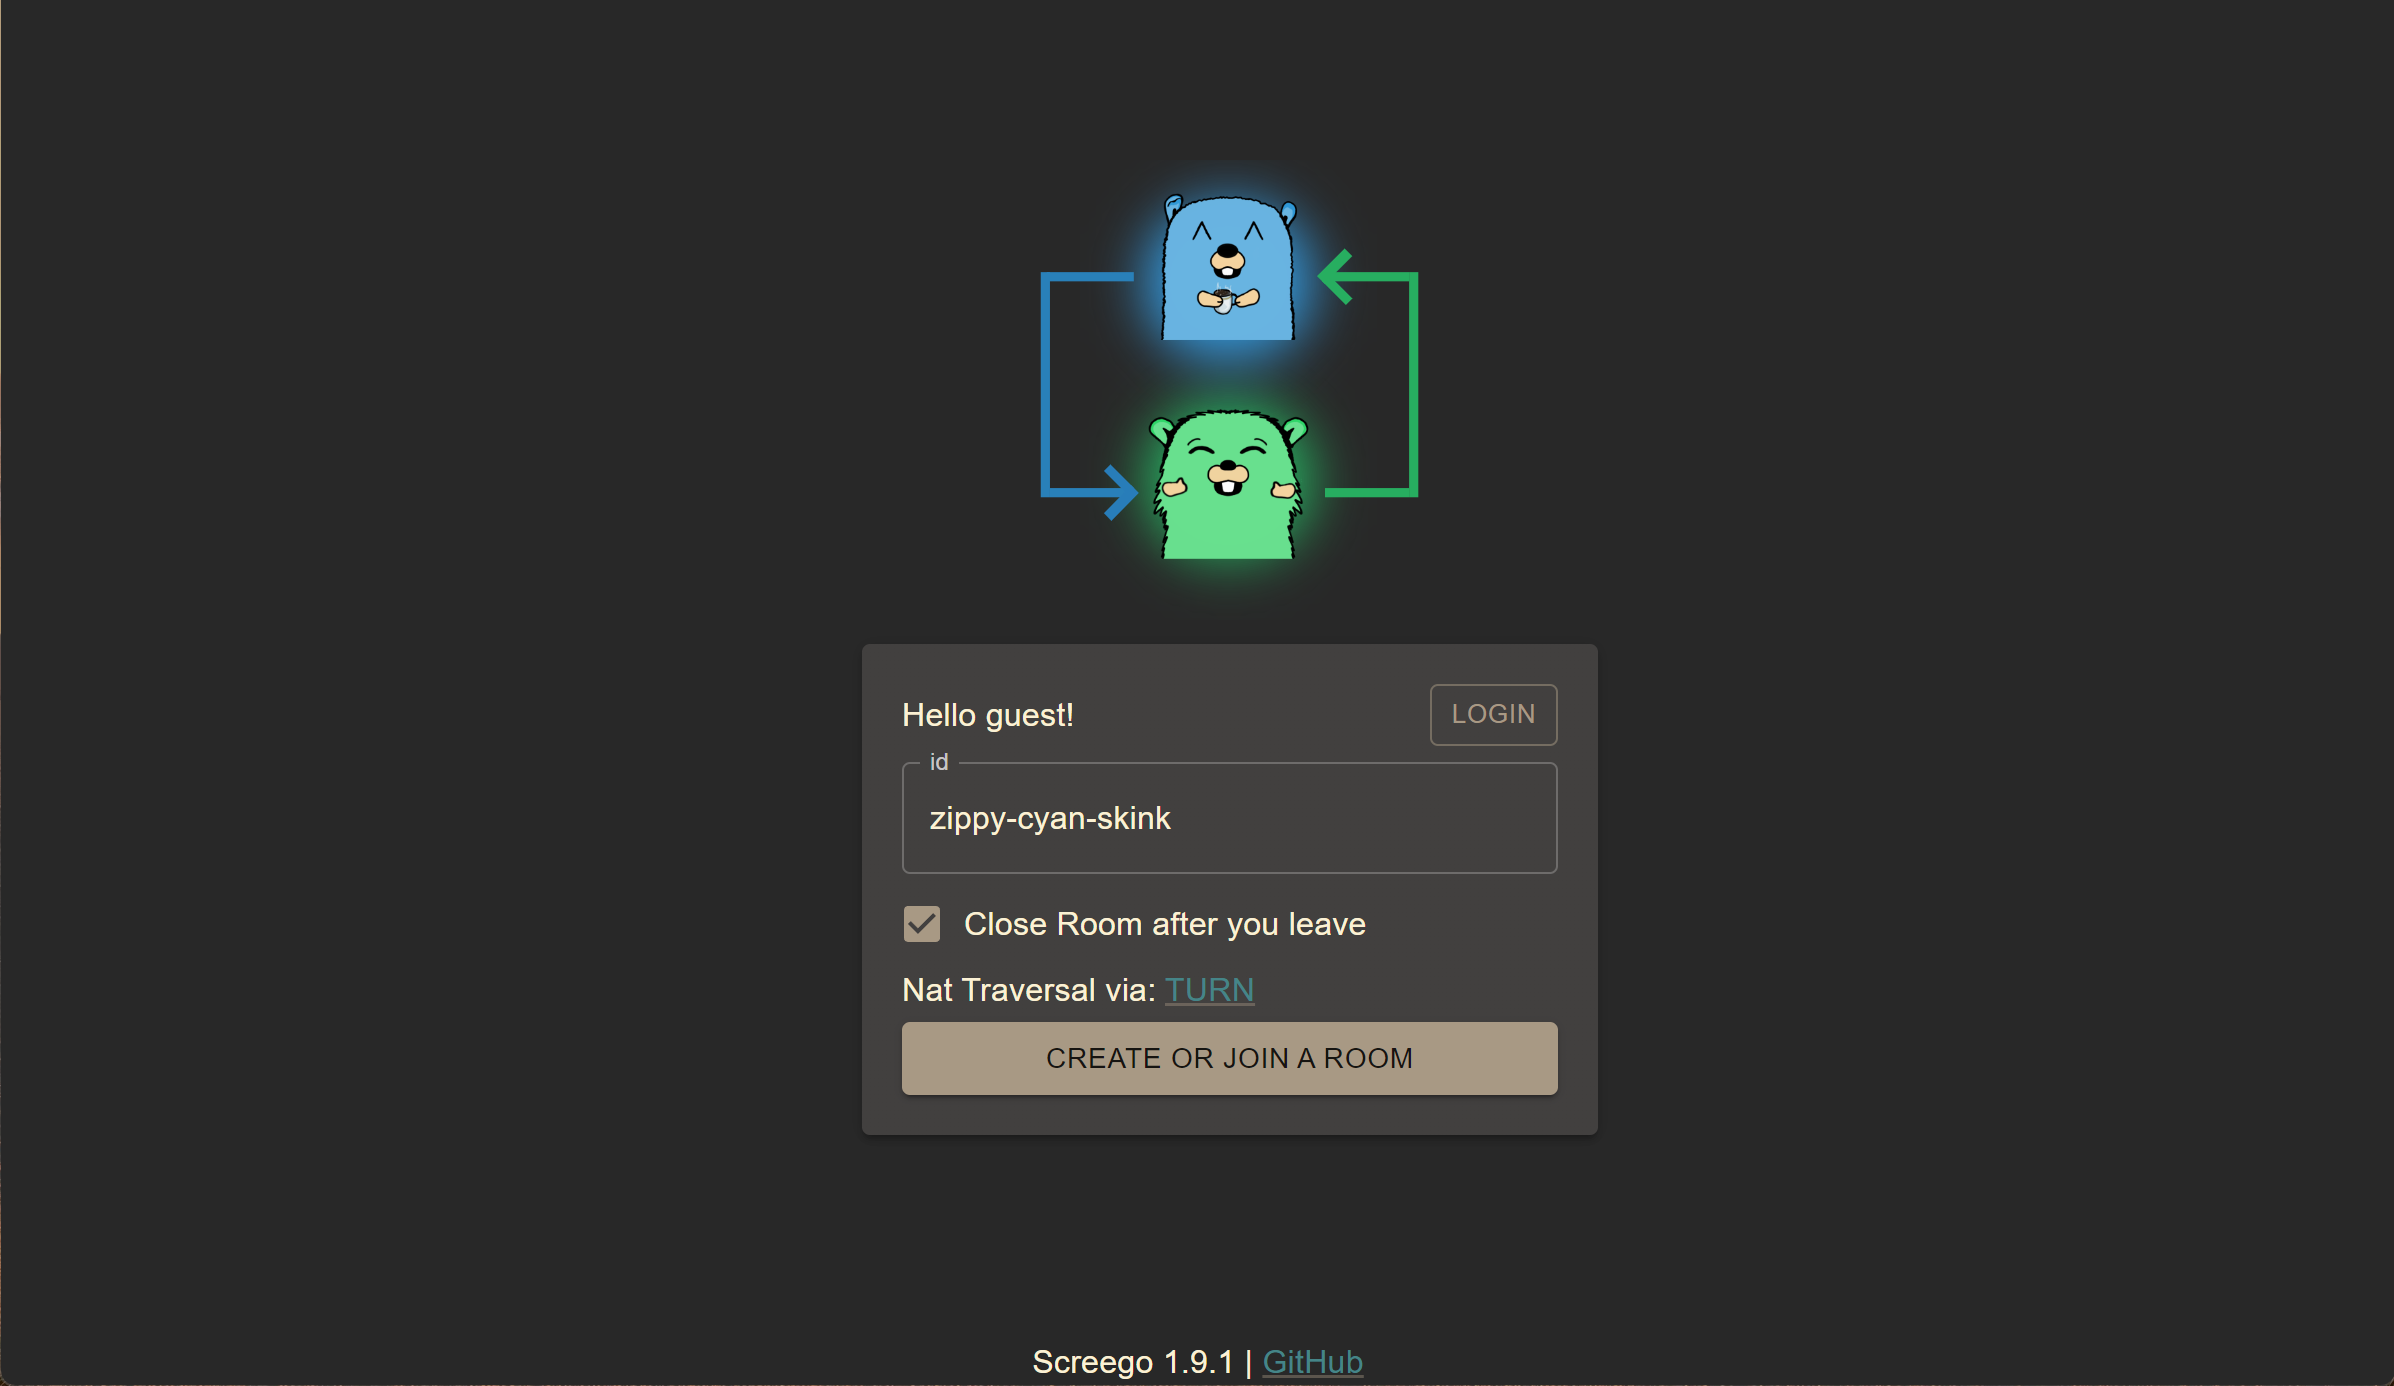 Hello guest!
LOGIN
id
zippy-cyan-skink
Close Room after you leave
Nat Traversal via: TURN
CREATE OR JOIN A ROOM
Screego 1.9.1 | GitHub